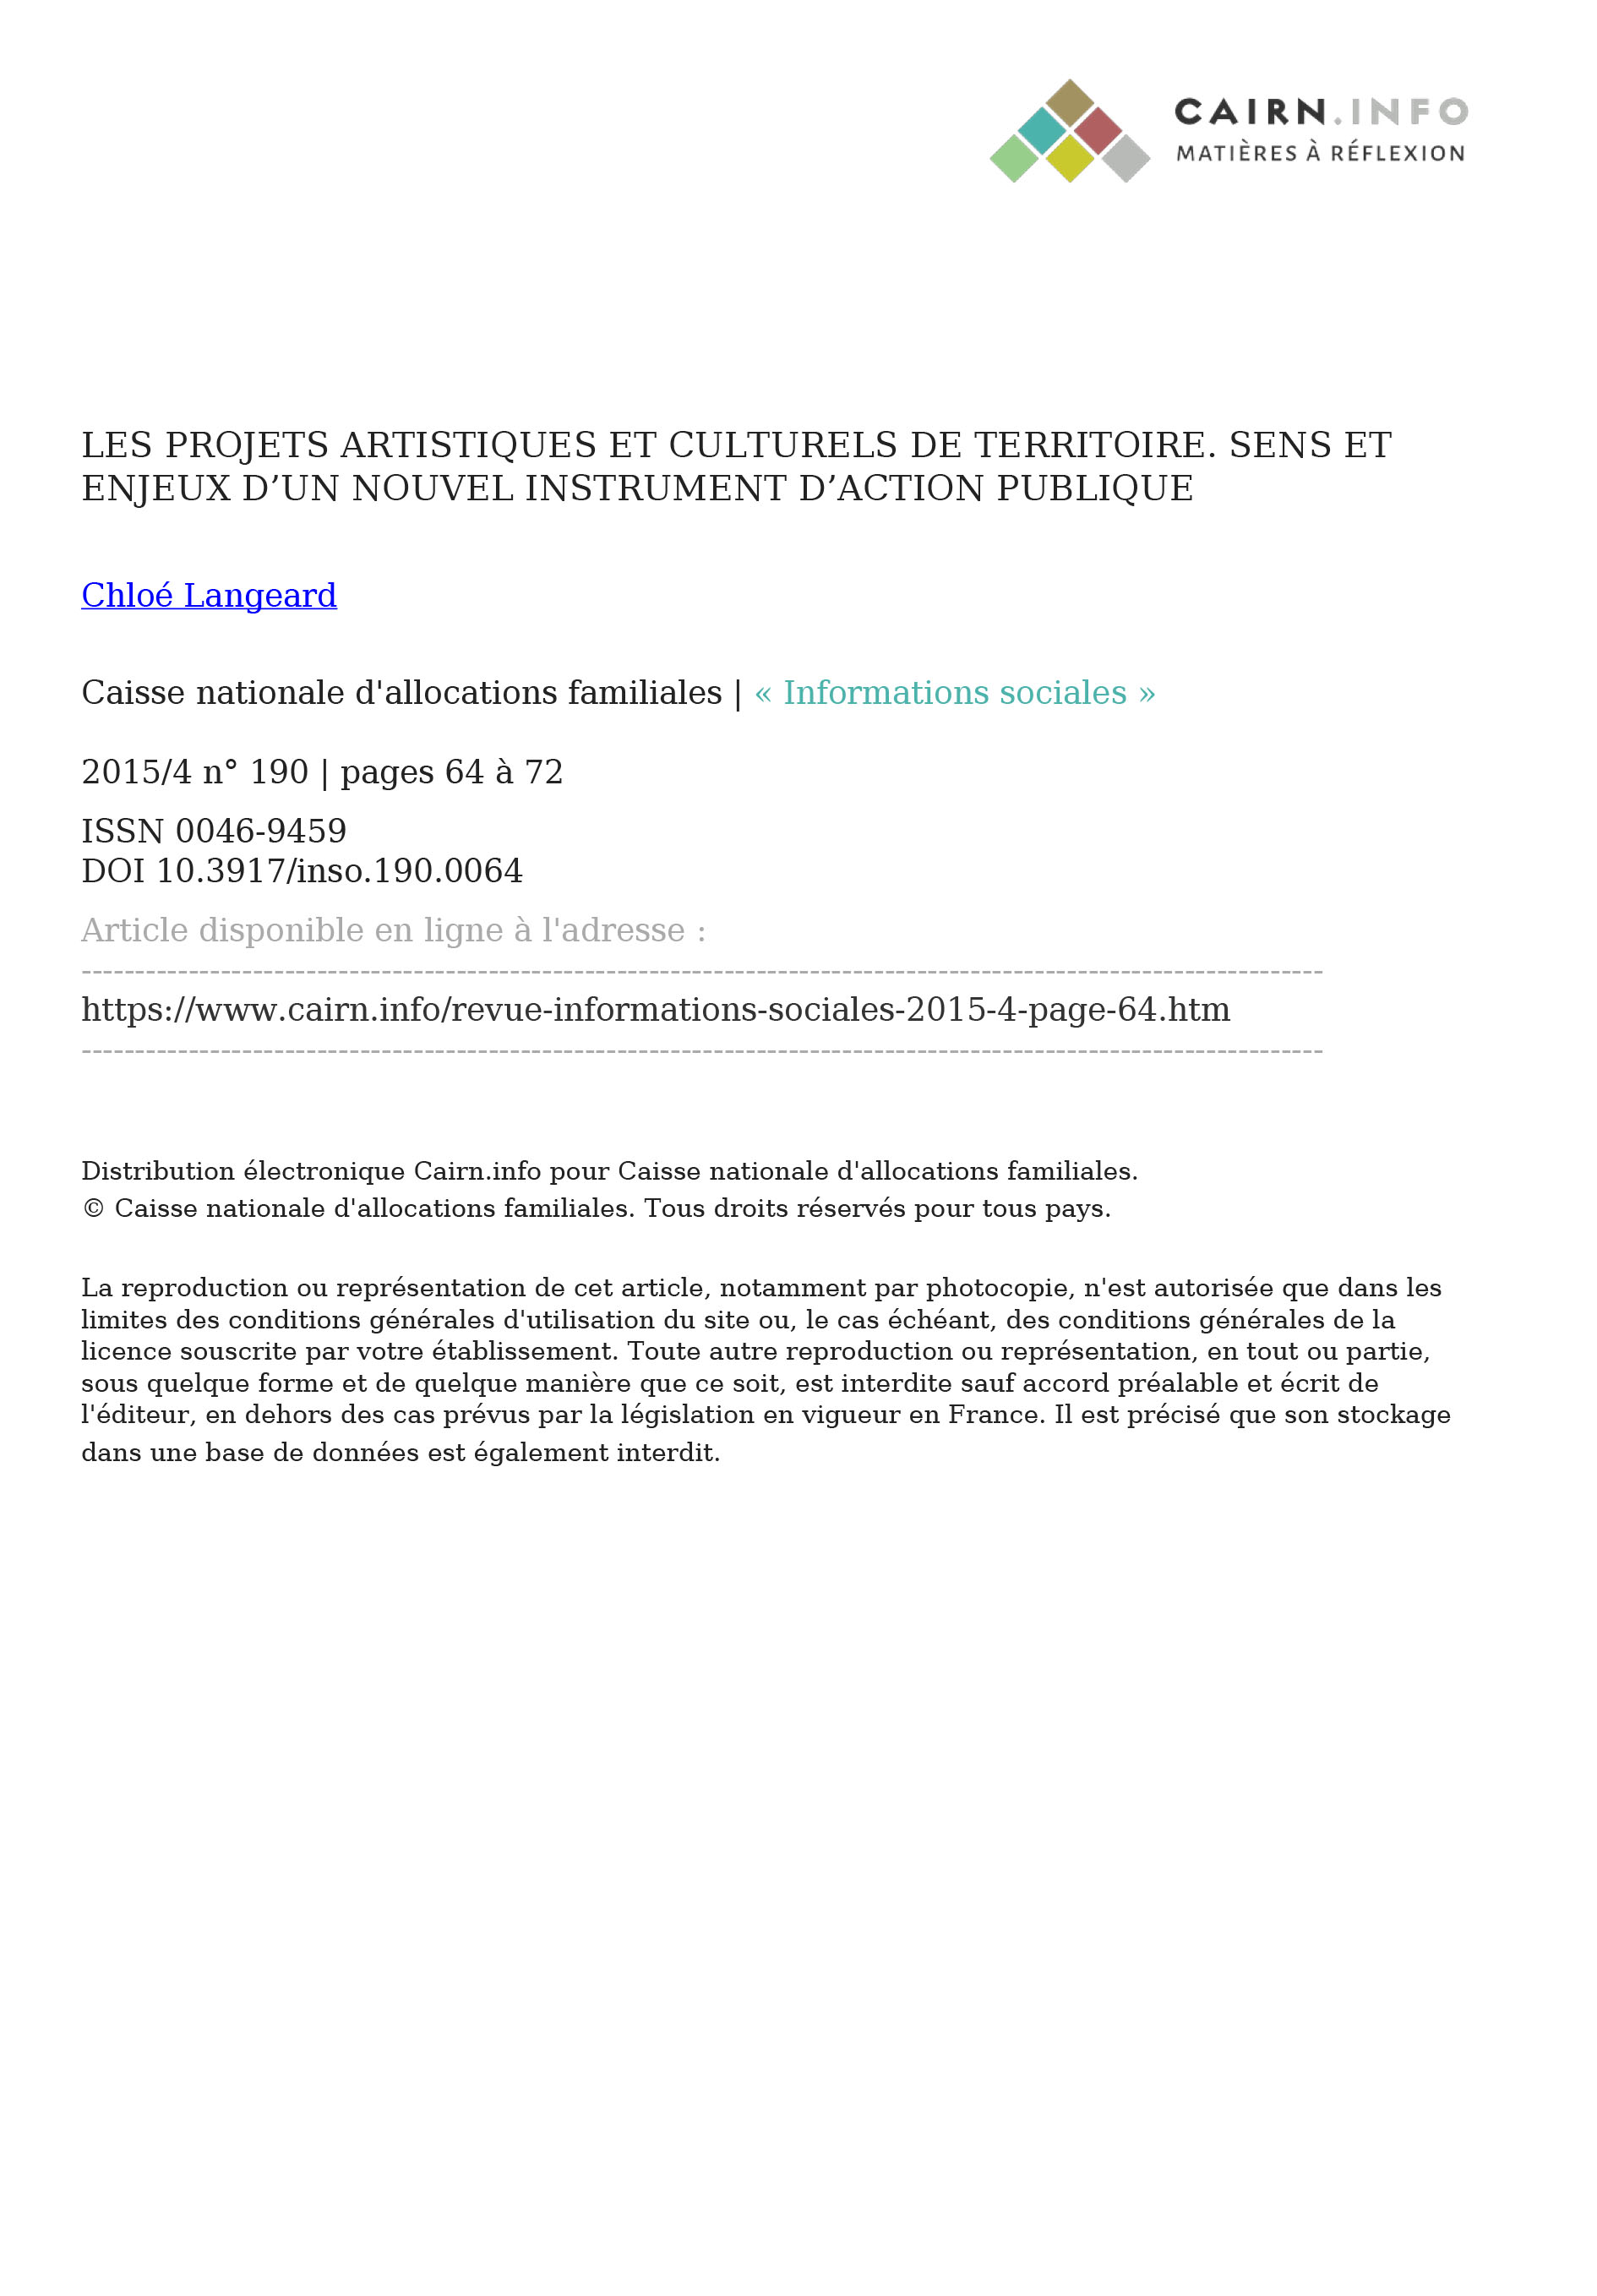 CAIRN.INFO
MATIÈRES À RÉFLEXION
LES PROJETS ARTISTIQUES ET CULTURELS DE TERRITOIRE. SENS ET
ENJEUX D’UN NOUVEL INSTRUMENT D’ACTION PUBLIQUE
Chloé Langeard
Caisse nationale d'allocations familiales | « Informations sociales »
2015/4 n° 190 | pages 64 à 72
ISSN 0046-9459
DOI 10.3917/inso.190.0064
Article disponible en ligne à l'adresse :
--------------------------------------------------------------------------------------------------------------------
https://www.cairn.info/revue-informations-sociales-2015-4-page-64.htm
--------------------------------------------------------------------------------------------------------------------
Distribution électronique Cairn.info pour Caisse nationale d'allocations familiales.
© Caisse nationale d'allocations familiales. Tous droits réservés pour tous pays.
La reproduction ou représentation de cet article, notamment par photocopie, n'est autorisée que dans les
limites des conditions générales d'utilisation du site ou, le cas échéant, des conditions générales de la
licence souscrite par votre établissement. Toute autre reproduction ou représentation, en tout ou partie,
sous quelque forme et de quelque manière que ce soit, est interdite sauf accord préalable et écrit de
l'éditeur, en dehors des cas prévus par la législation en vigueur en France. Il est précisé que son stockage
dans une base de données est également interdit.